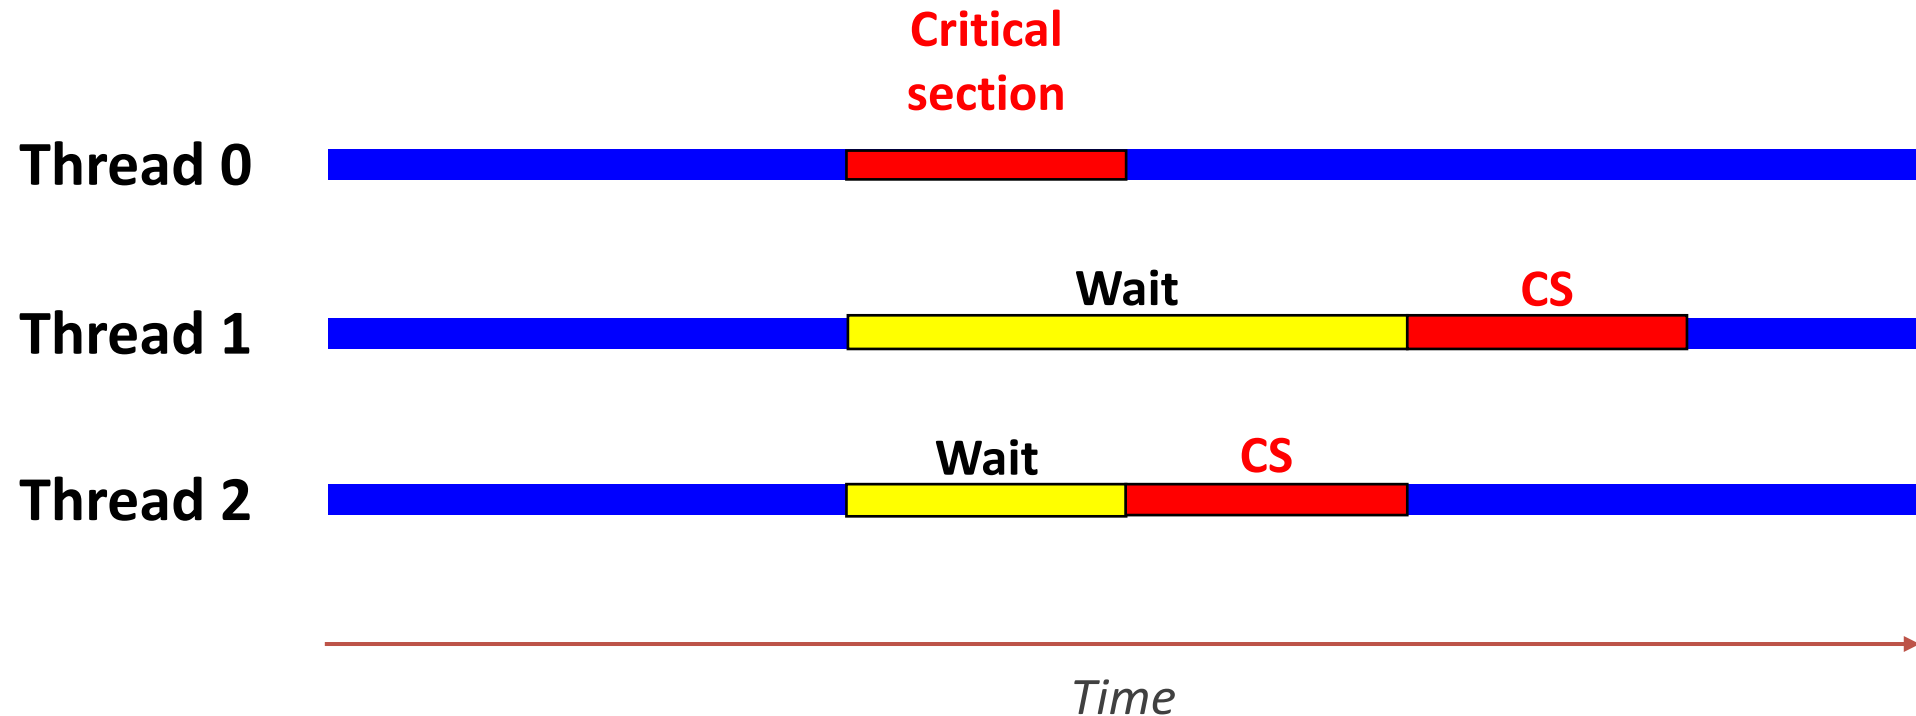 Critical
section
Thread 0
Wait CS
Thread 1
Wait CS
Thread 2
Time